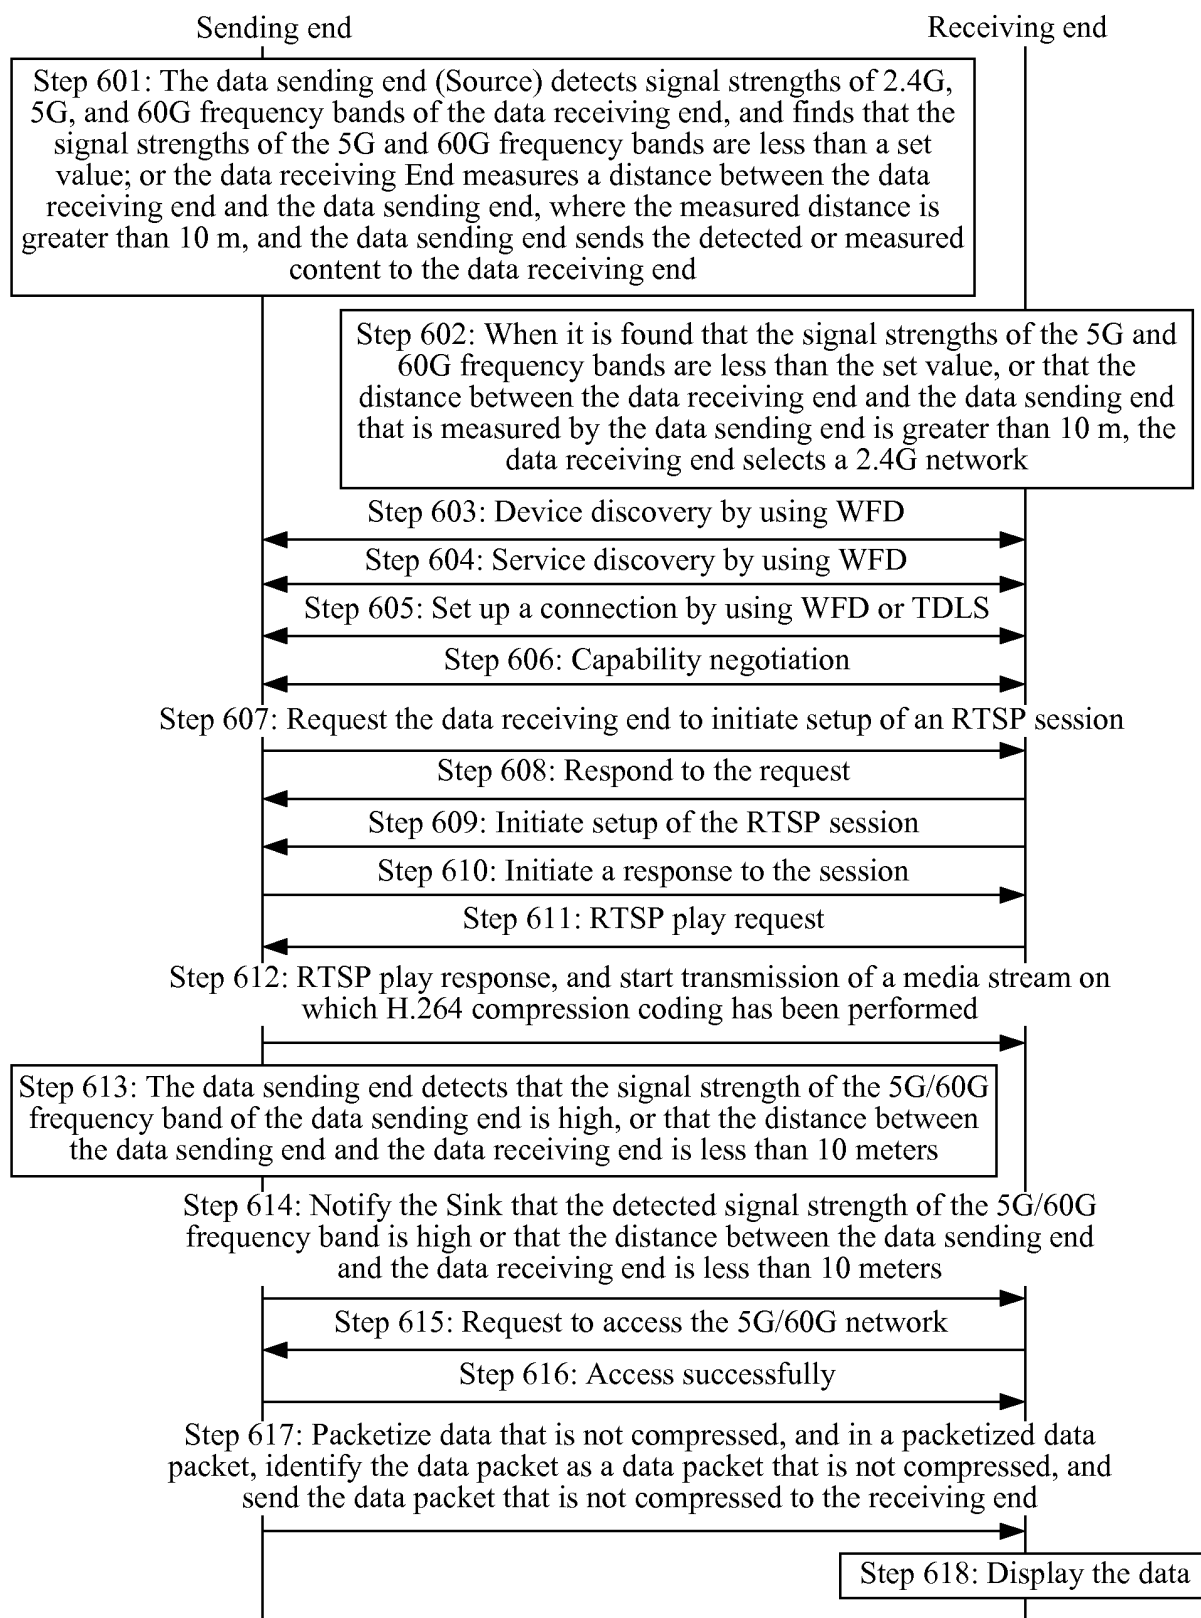 Sending end
Receiving end
Step 601: The data sending end (Source) detects signal strengths of 2.4G,
5G, and 60G frequency bands of the data receiving end, and finds that the
signal strengths of the 5G and 60G frequency bands are less than a set
value; or the data receiving End measures a distance between the data
receiving end and the data sending end, where the measured distance is
greater than 10 m, and the data sending end sends the detected or measured
content to the data receiving end
Step 602: When it is found that the signal strengths of the 5G and
60G frequency bands are less than the set value, or that the
distance between the data receiving end and the data sending end
that is measured by the data sending end is greater than 10 m, the
data receiving end selects a 2.4G network
Step 603: Device discovery by using WFD
Step 604: Service discovery by using WFD
Step 605: Set up a connection by using WFD or TDLS
Step 606: Capability negotiation
Step 607: Request the data receiving end to initiate setup of an RTSP session
Step 608: Respond to the request
Step 609: Initiate setup of the RTSP session
Step 610: Initiate a response to the session
Step 611: RTSP play request
Step 612: RTSP play response, and start transmission of a media stream on
which H.264 compression coding has been performed
Step 613: The data sending end detects that the signal strength of the 5G/60G
frequency band of the data sending end is high, or that the distance between
the data sending end and the data receiving end is less than 10 meters
Step 614: Notify the Sink that the detected signal strength of the 5G/60G
frequency band is high or that the distance between the data sending end
and the data receiving end is less than 10 meters
Step 615: Request to access the 5G/60G network
Step 616: Access successfully
Step 617: Packetize data that is not compressed, and in a packetized data
packet, identify the data packet as a data packet that is not compressed, and
send the data packet that is not compressed to the receiving end
Step 618: Display the data